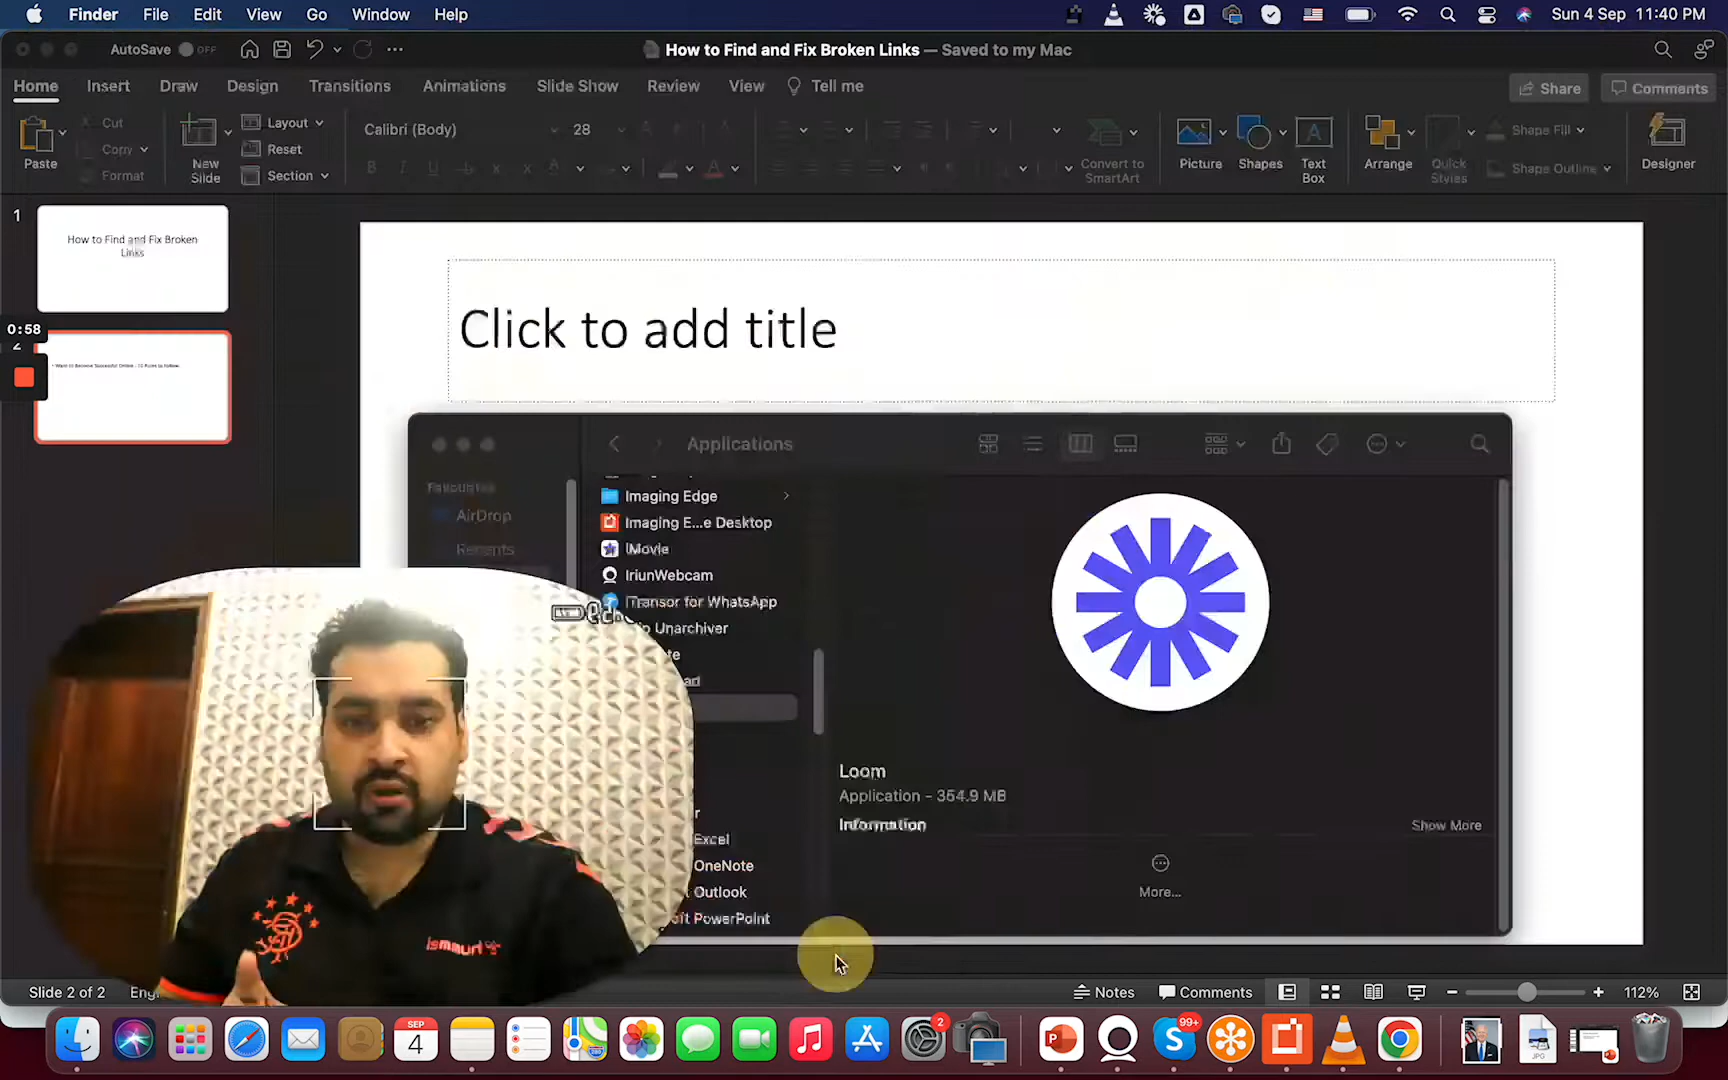 Finder File Edit View Go Window Help
Sun 4 Sep 11:40 PM
AutoSave OFF
How to Find and Fix Broken Links — Saved to my Mac
Home Insert Draw Design Transitions Animations Slide Show Review View Tell me
Share Comments
Paste
Cut
Copy
Format
New Slide
Layout
Reset
Section
Calibri (Body) 28
Convert to SmartArt
Picture Shapes Text Box
Arrange Quick Styles
Shape Fill
Shape Outline
Designer
1
How to Find and Fix Broken
Links
0:58
2
Click to add title
Applications
Favourites
AirDrop
Recents
Imaging Edge
Imaging E...e Desktop
iMovie
IriunWebcam
iTransor for WhatsApp
Unarchiver
Excel
OneNote
Outlook
PowerPoint
Loom
Application - 354.9 MB
Information
Show More
More...
hummel
Slide 2 of 2
Notes Comments
112%
SEP
4
2
99+
JPG